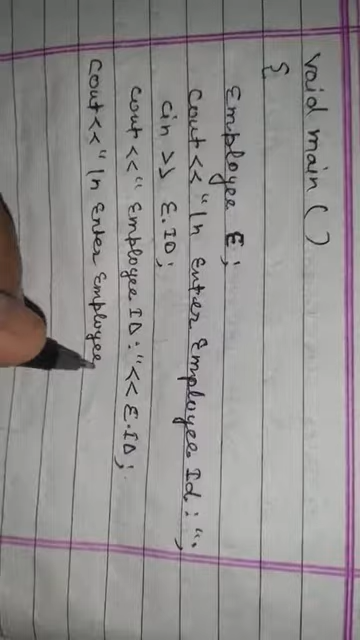 void main ()
{
Employee E;
cout<<"\n Enter Employee Id:";
cin >> E.ID;
cout <<" Employee ID:"<< E.ID;
cout<<"\n Enter Employee